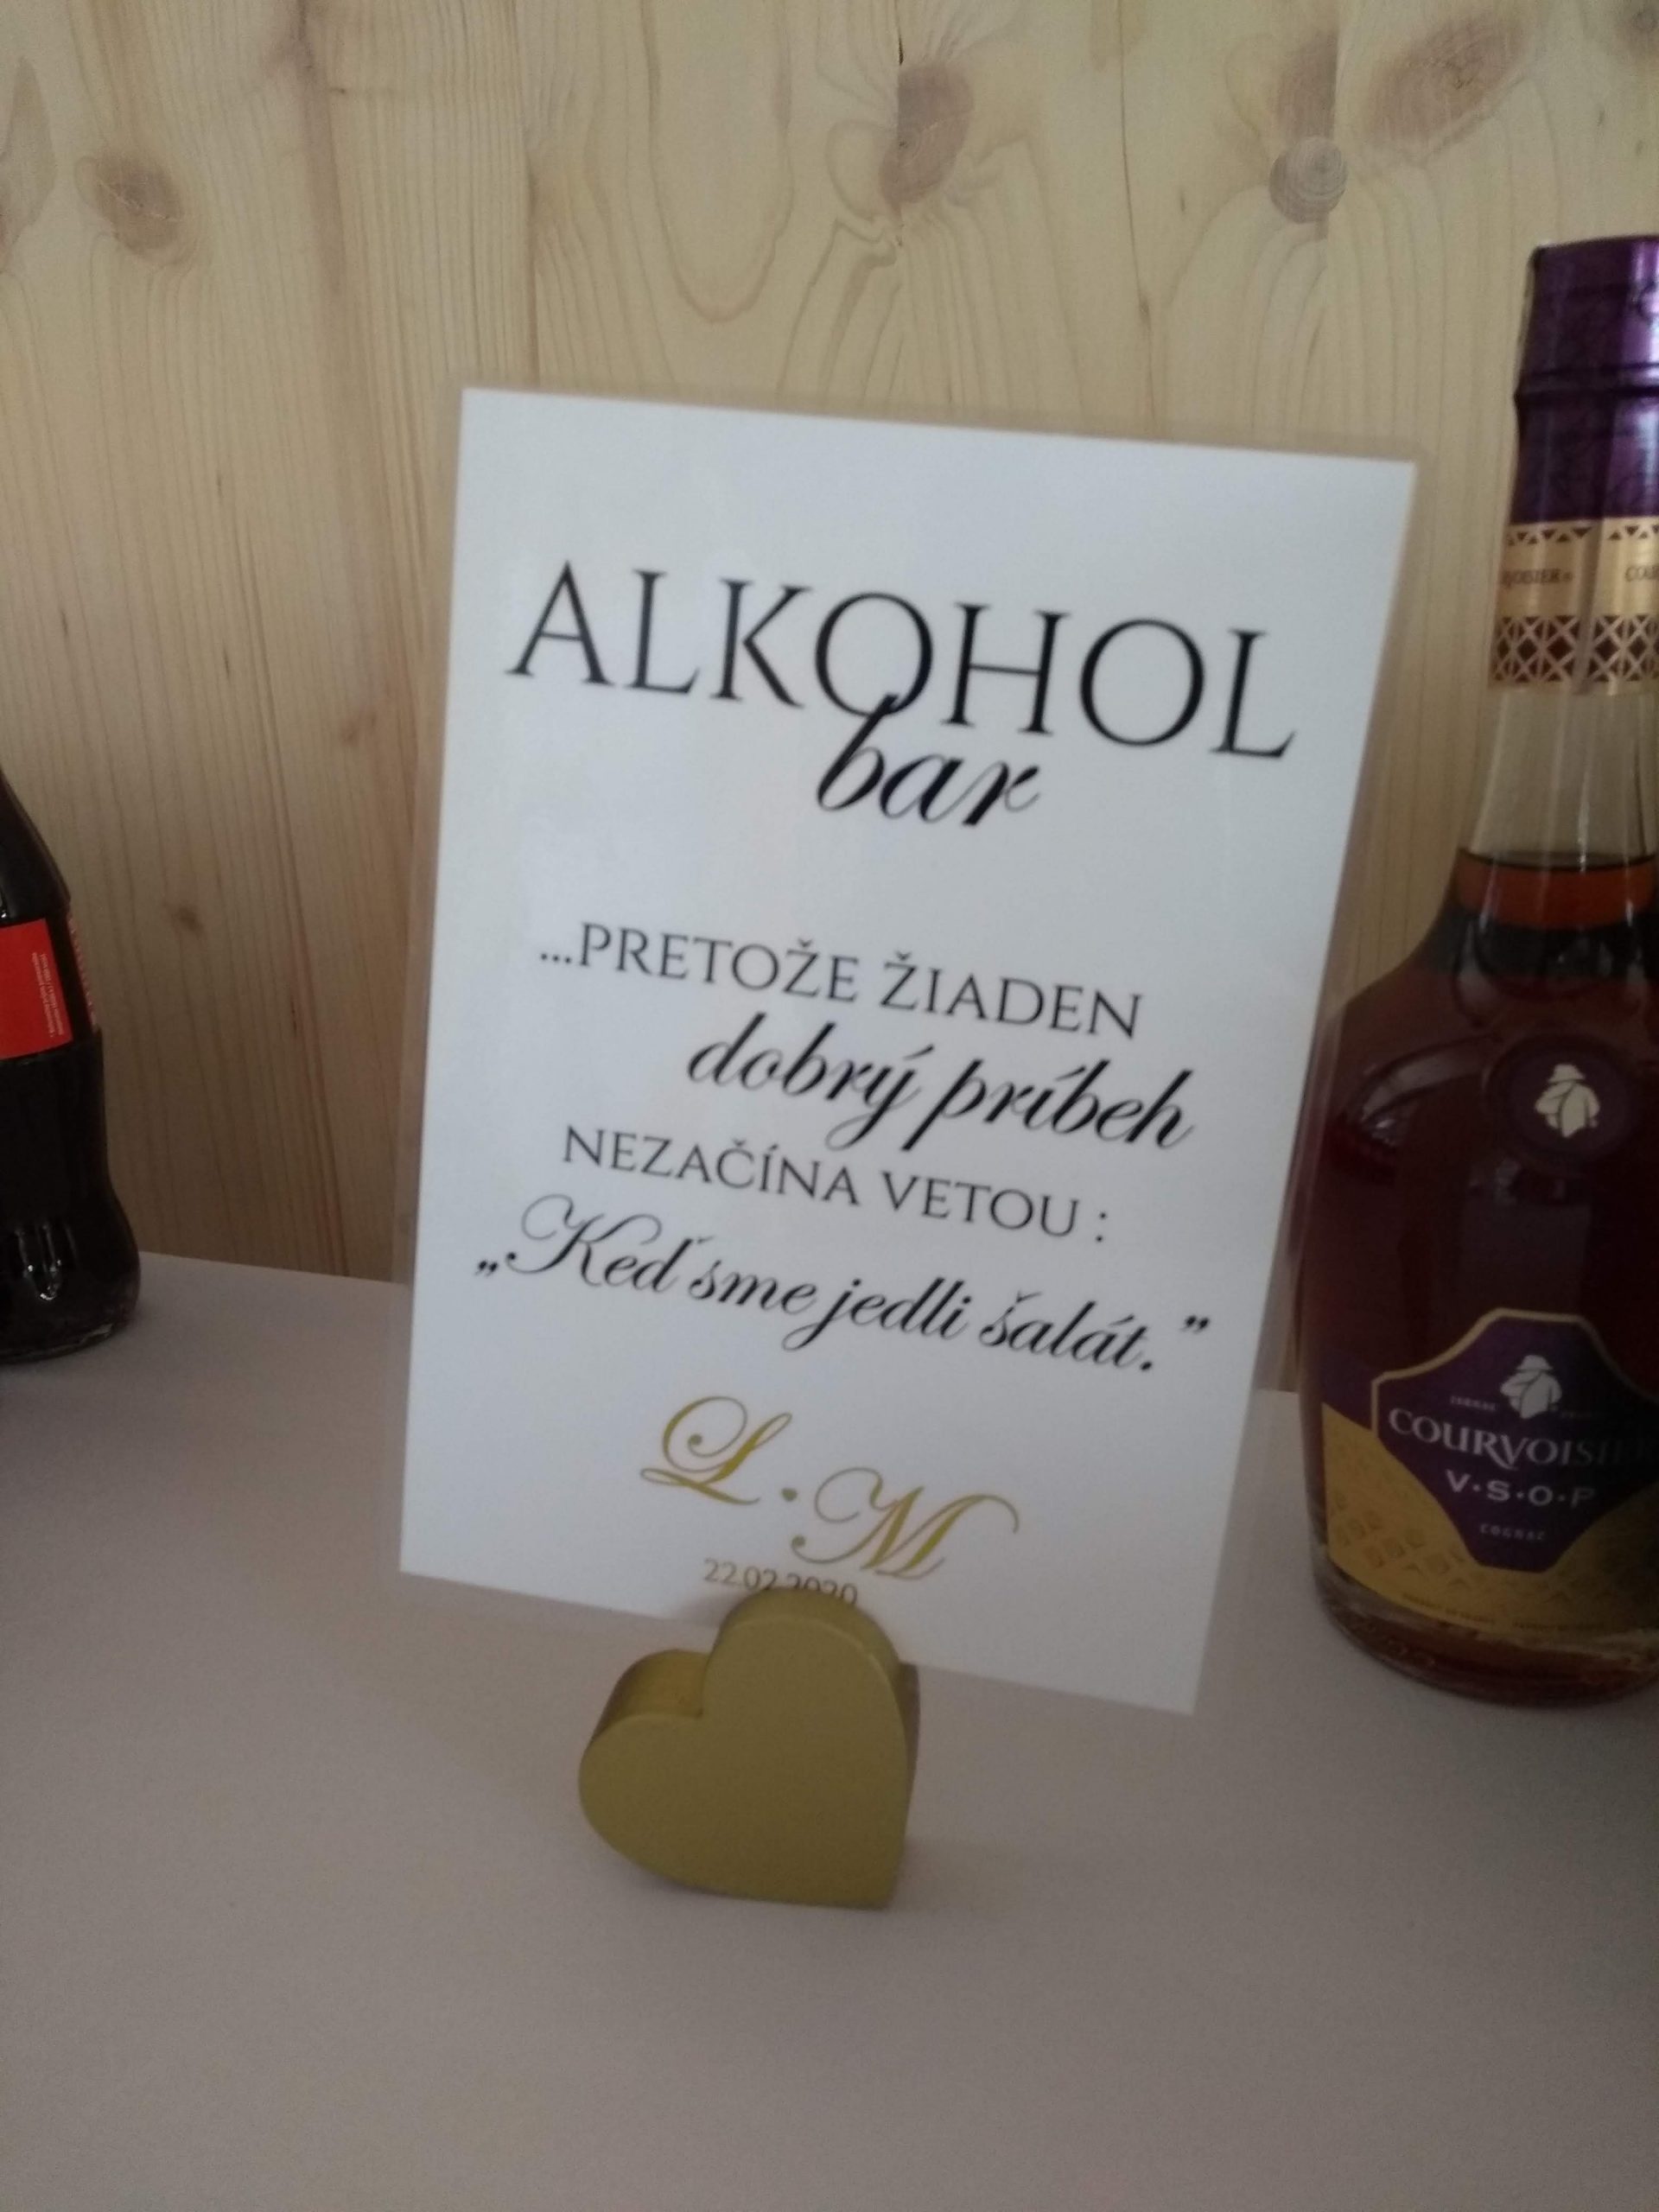 ALKOHOL
bar
...PRETOŽE ŽIADEN
dobrý príbeh
NEZAČÍNA VETOU :
„Keď sme jedli šalát.”
L · M
22.02.2020
COURVOISIER
V·S·O·P
COGNAC